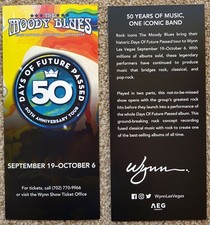 THE
MOODY BLUES
DAYS OF FUTURE PASSED
50
50TH ANNIVERSARY TOUR
SEPTEMBER 19-OCTOBER 6
For tickets, call (702) 770-9966
or visit the Wynn Show Ticket Office
50 YEARS OF MUSIC,
ONE ICONIC BAND
Rock icons The Moody Blues bring their
historic Days Of Future Passed tour to Wynn
Las Vegas September 19-October 6. With
millions of albums sold, these legendary
performers have continued to produce
music that bridges rock, classical, and
pop-rock.
Played in two parts, this not-to-be-missed
show opens with the group's greatest rock
hits before they launch into a performance of
the whole Days Of Future Passed album. This
ground-breaking rock concept recording
fused classical music with rock to create one
of the best-selling albums of the era.
Wynn
WynnLasVegas
AEG